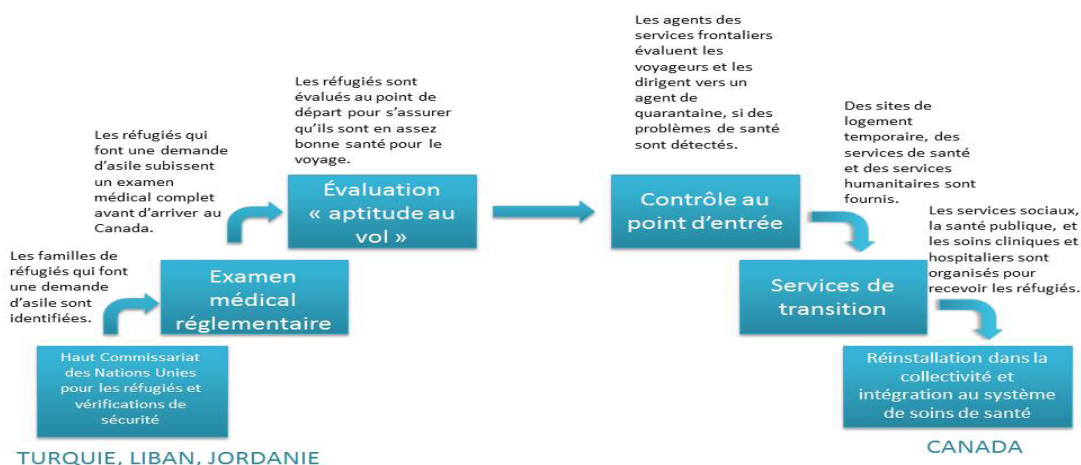 Les familles de
réfugiés qui font
une demande
d'asile sont
identifiées.
Haut Commissariat
des Nations Unies
pour les réfugiés et
vérifications de
sécurité
TURQUIE, LIBAN, JORDANIE
Les réfugiés qui
font une demande
d'asile subissent
un examen
médical complet
avant d'arriver au
Canada.
Examen
médical
réglementaire
Les réfugiés sont
évalués au point de
départ pour s'assurer
qu'ils sont en assez
bonne santé pour le
voyage.
Évaluation
« aptitude au
vol »
Les agents des
services frontaliers
évaluent les
voyageurs et les
dirigent vers un
agent de
quarantaine, si des
problèmes de santé
sont détectés.
Contrôle au
point d'entrée
Des sites de
logement
temporaire, des
services de santé
et des services
humanitaires sont
fournis.
Services de
transition
Les services sociaux,
la santé publique, et
les soins cliniques et
hospitaliers sont
organisés pour
recevoir les réfugiés.
Réinstallation dans la
collectivité et
intégration au système
de soins de santé
CANADA